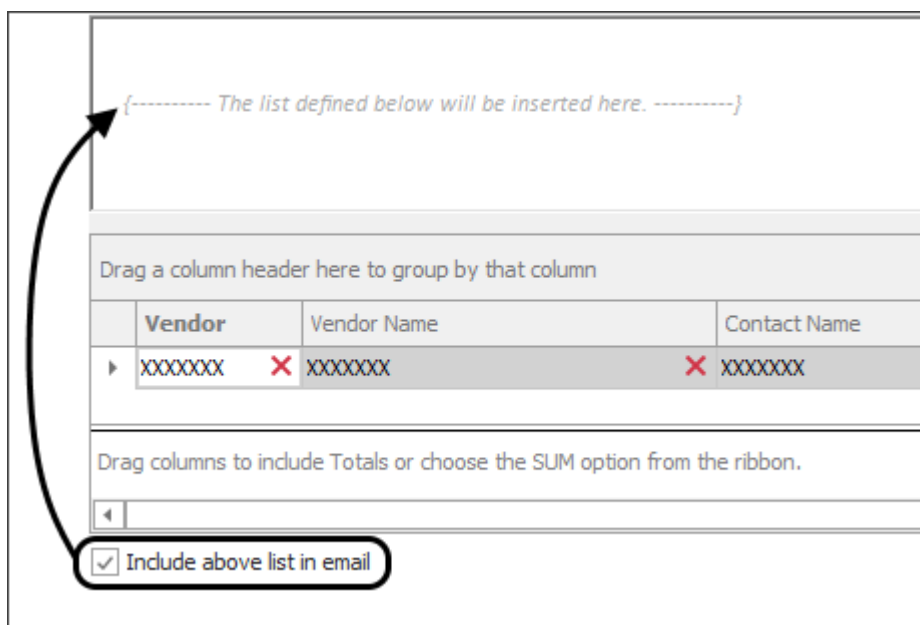 {---------- The list defined below will be inserted here. ----------}
Drag a column header here to group by that column
Vendor Vendor Name Contact Name
XXXXXXX XXXXXXX XXXXXXX
Drag columns to include Totals or choose the SUM option from the ribbon.
Include above list in email